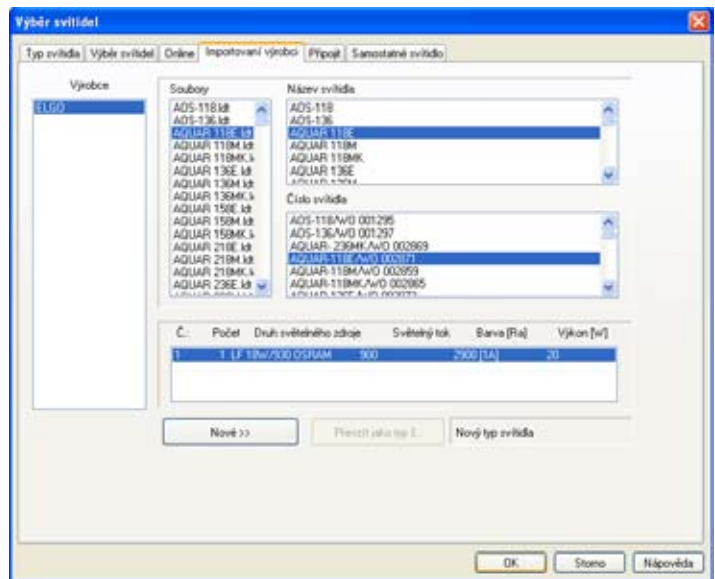 Výběr svítidel
Typ svítidla Výběr svítidel Online Importovaní výrobci Připojit Samostatné svítidlo
Výrobce
ELGO
Soubory
AOS-118.ldt
AOS-136.ldt
AQUAR 118E.ldt
AQUAR 118M.ldt
AQUAR 118MK.l
AQUAR 136E.ldt
AQUAR 136M.ldt
AQUAR 136MK.l
AQUAR 158E.ldt
AQUAR 158M.ldt
AQUAR 158MK.l
AQUAR 218E.ldt
AQUAR 218M.ldt
AQUAR 218MK.l
AQUAR 236E.ldt
Název svítidla
AOS-118
AOS-136
AQUAR 118E
AQUAR 118M
AQUAR 118MK
AQUAR 136E
AQUAR 136M
Číslo svítidla
AOS-118/WO 001295
AOS-136/WO 001297
AQUAR- 236MK/WO 002869
AQUAR-118E/WO 002871
AQUAR-118M/WO 002859
AQUAR-118MK/WO 002865
Č.: Počet Druh světelného zdroje Světelný tok Barva [Ra] Výkon [W]
1 1 LF 18W/930 OSRAM 900 2900 [1A] 20
Nové >>
Převzít jako typ č.
Nový typ svítidla
OK Storno Nápověda